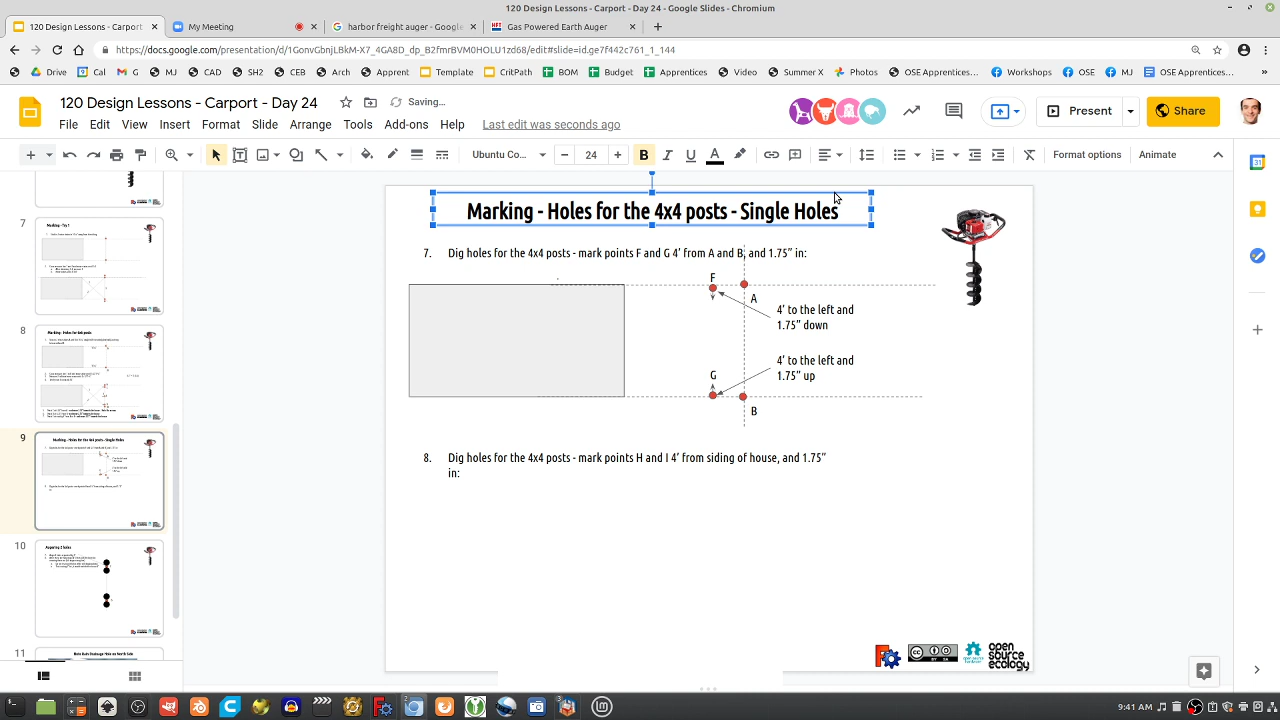 120 Design Lessons - Carport - Day 24 - Google Slides - Chromium
120 Design Lessons - Carport
My Meeting
harbor freight auger - Google
Gas Powered Earth Auger
https://docs.google.com/presentation/d/1GonvGbnjLBkM-X7_4GA8D_dp_B2fmrBVM0HOLU1zd68/edit#slide=id.ge7f442c761_1_144
Drive
Cal
G
MJ
CAD
SH2
CEB
Arch
Apprent
Template
CritPath
BOM
Budget
Apprentices
Video
Summer X
Photos
OSE Apprentices...
Workshops
OSE
MJ
OSE Apprentices...
120 Design Lessons - Carport - Day 24
Saving...
Present
Share
File Edit View Insert Format Slide Arrange Tools Add-ons Help
Last edit was seconds ago
Ubuntu Co...
24
B I U A
Format options
Animate
Marking - Holes for the 4x4 posts - Single Holes
7. Dig holes for the 4x4 posts - mark points F and G 4' from A and B, and 1.75" in:
F
A
4' to the left and
1.75" down
4' to the left and
1.75" up
G
B
8. Dig holes for the 4x4 posts - mark points H and I 4' from siding of house, and 1.75"
in:
open
source
ecology
7
8
9
10
11
9:41 AM